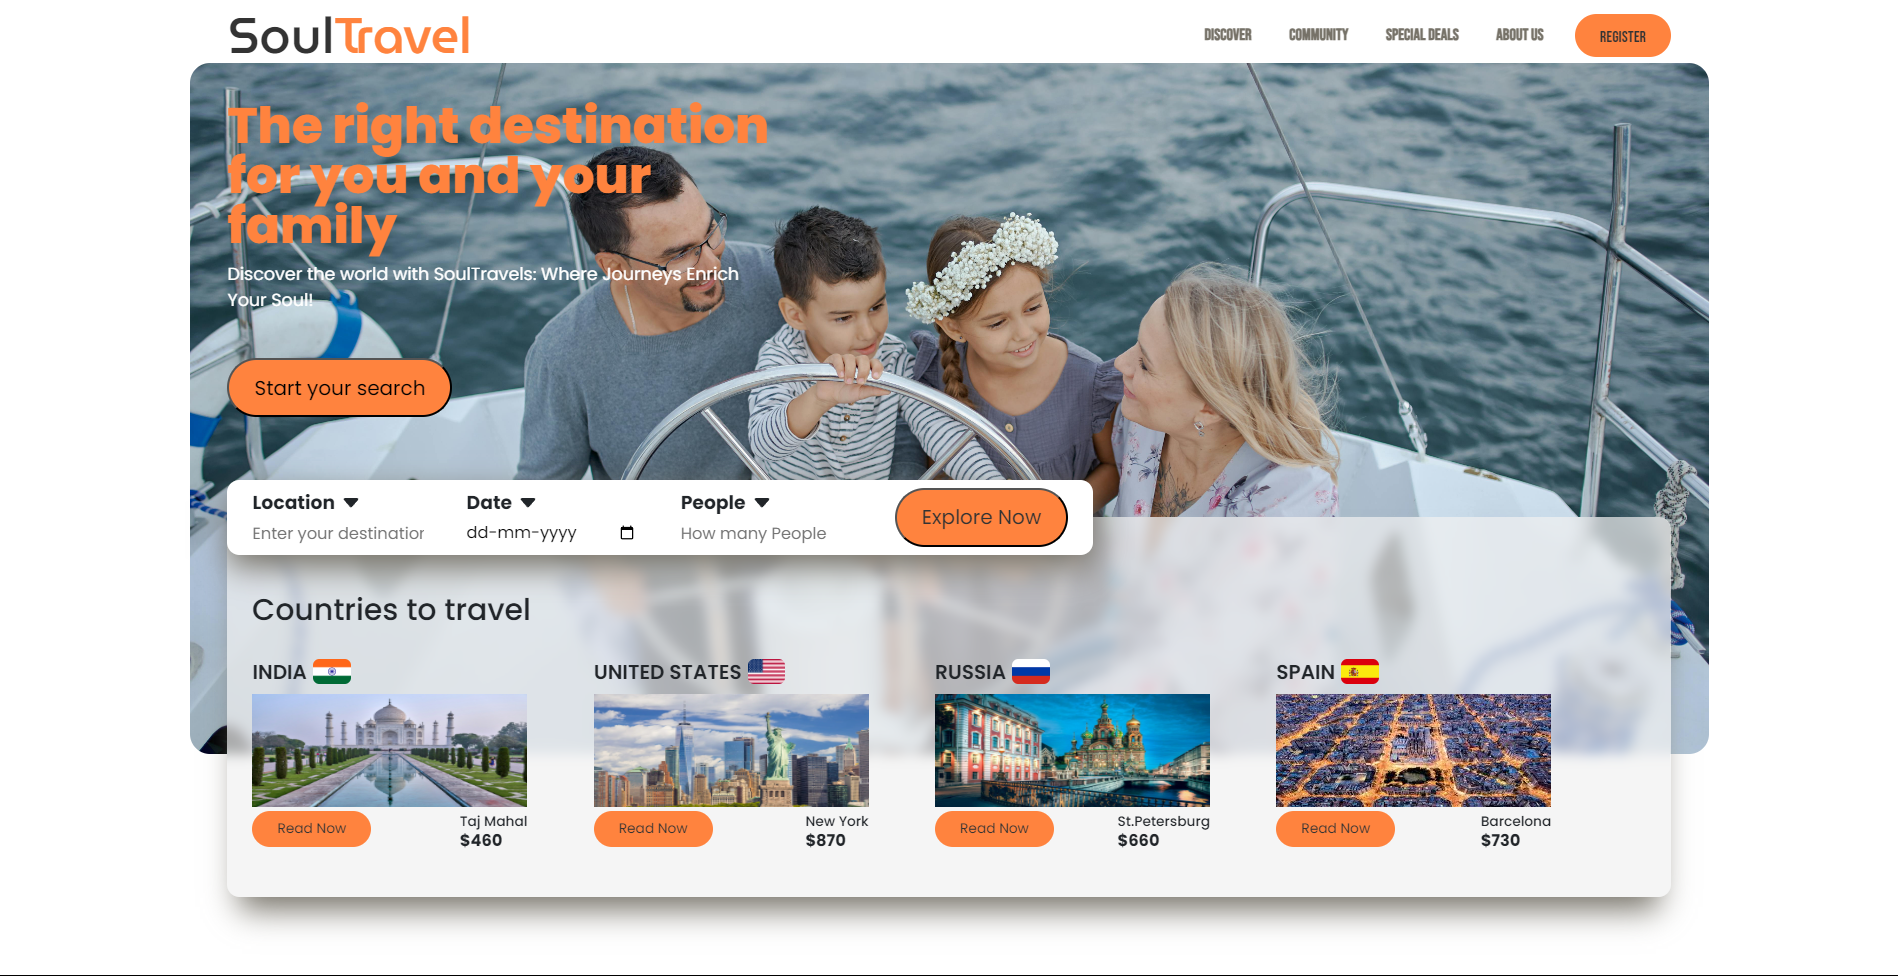 SoulTravel
DISCOVER
COMMUNITY
SPECIAL DEALS
ABOUT US
REGISTER
The right destination
for you and your
family
Discover the world with SoulTravels: Where Journeys Enrich
Your Soul!
Start your search
Location
Date
People
Enter your destination
dd-mm-yyyy
How many People
Explore Now
Countries to travel
INDIA
UNITED STATES
RUSSIA
SPAIN
Read Now
Taj Mahal
$460
Read Now
New York
$870
Read Now
St.Petersburg
$660
Read Now
Barcelona
$730